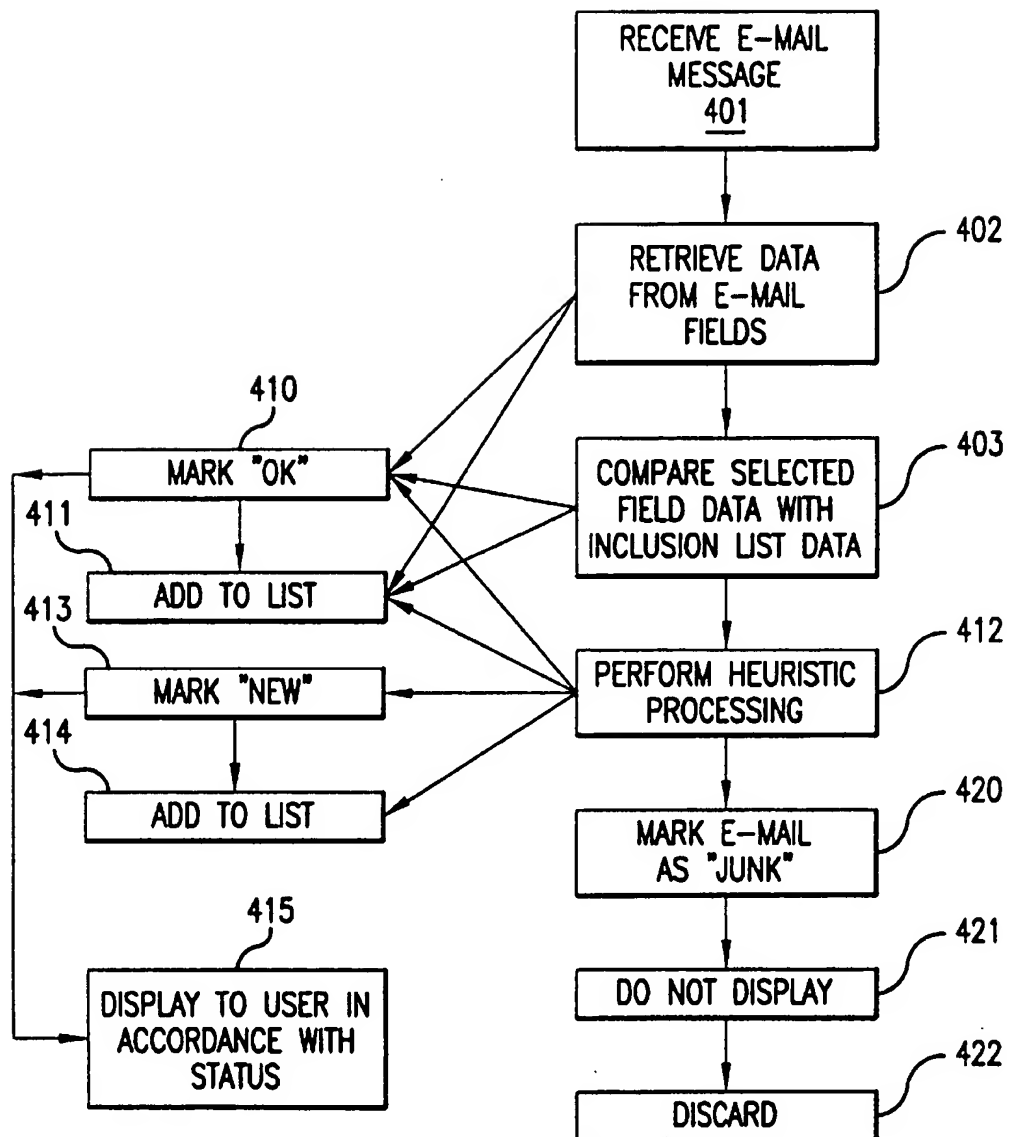 RECEIVE E-MAIL
MESSAGE
401
402
RETRIEVE DATA
FROM E-MAIL
FIELDS
410
MARK "OK"
403
COMPARE SELECTED
FIELD DATA WITH
INCLUSION LIST DATA
411
ADD TO LIST
413
MARK "NEW"
412
PERFORM HEURISTIC
PROCESSING
414
ADD TO LIST
420
MARK E-MAIL
AS "JUNK"
415
DISPLAY TO USER IN
ACCORDANCE WITH
STATUS
421
DO NOT DISPLAY
422
DISCARD